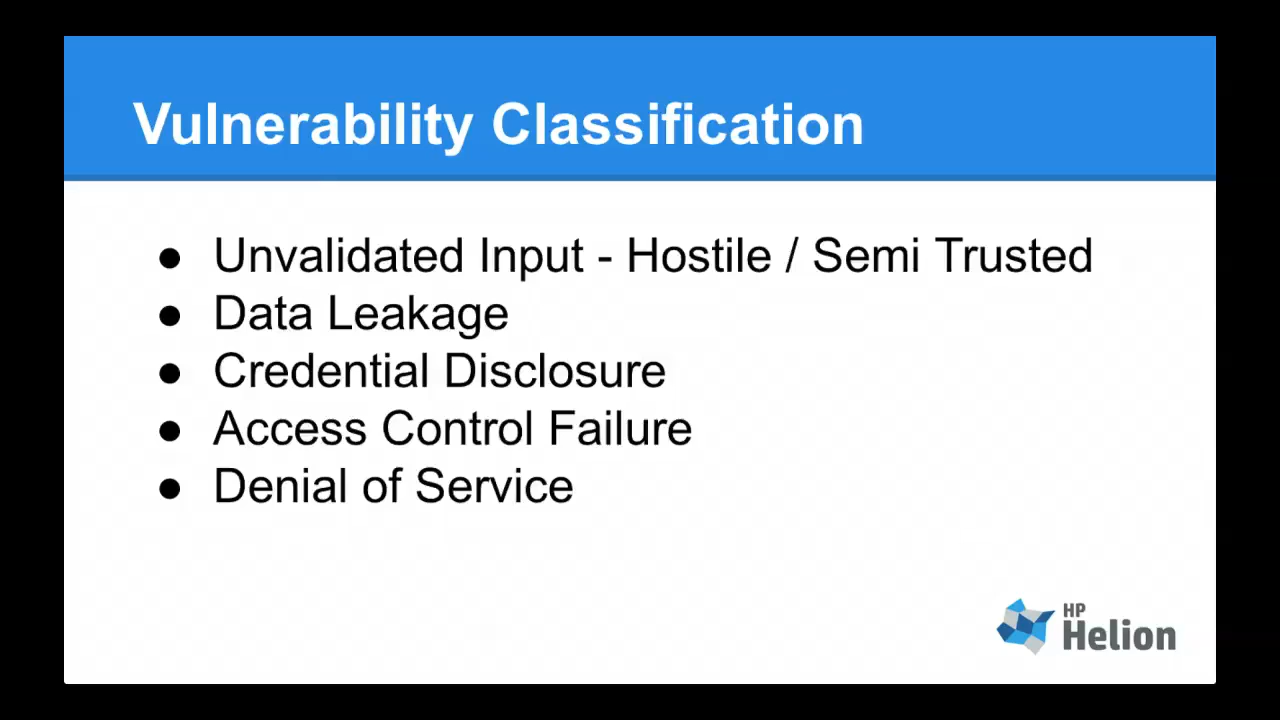 Vulnerability Classification
● Unvalidated Input - Hostile / Semi Trusted
● Data Leakage
● Credential Disclosure
● Access Control Failure
● Denial of Service
HP
Helion